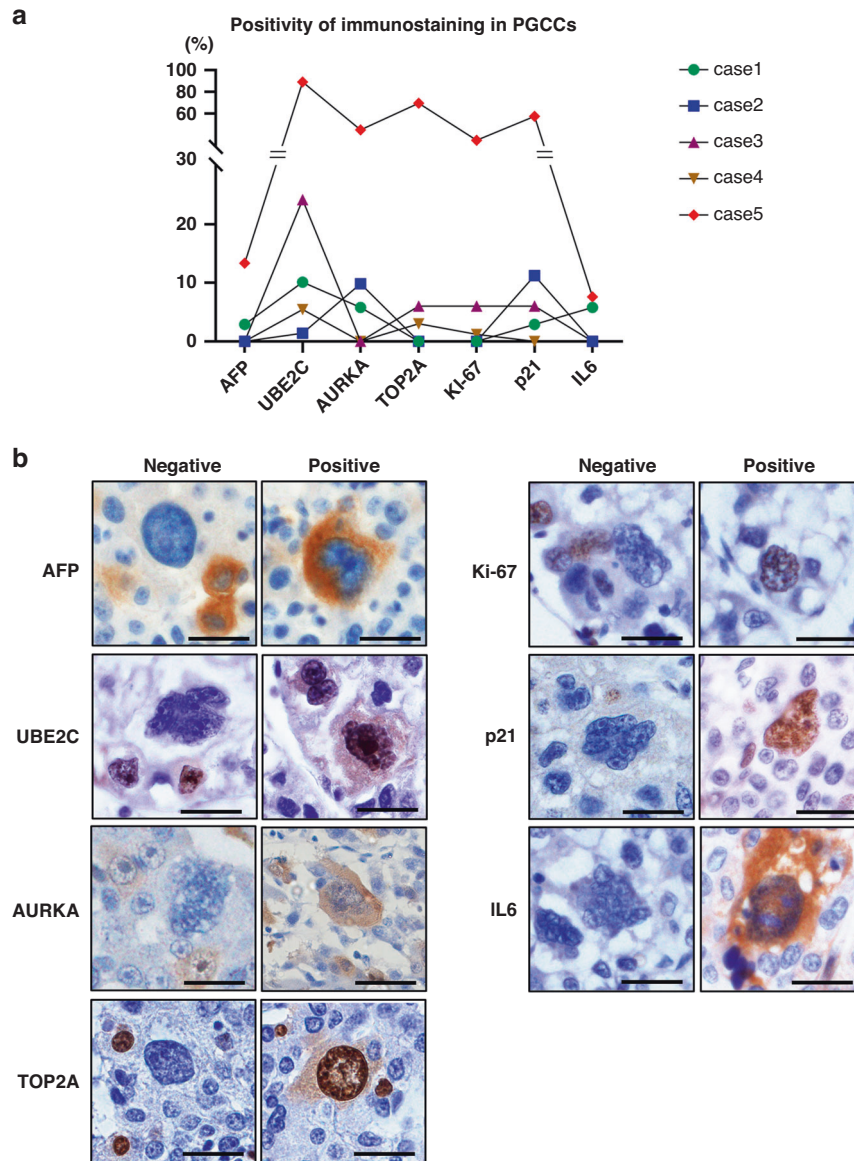 a
Positivity of immunostaining in PGCCs
(%)
100
80
60
30
20
10
0
AFP
UBE2C
AURKA
TOP2A
KI-67
p21
IL6
case1
case2
case3
case4
case5
b
Negative
Positive
AFP
UBE2C
AURKA
TOP2A
Negative
Positive
Ki-67
p21
IL6